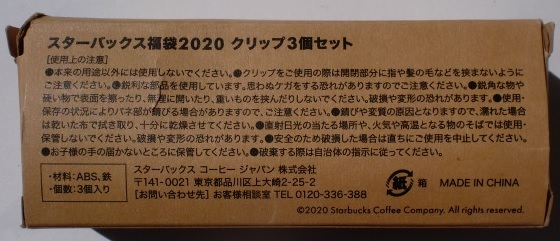 スターバックス福袋2020 クリップ3個セット
[使用上の注意]
●本来の用途以外には使用しないでください。●クリップをご使用の際は開閉部分に指や髪の毛などを挟まないように
ご注意ください。●鋭利な部品を使用しています。思わぬケガをする恐れがありますのでご注意ください。●鋭角な物や
硬い物で表面を擦ったり、無理に開いたり、重いものを挟んだりしないでください。破損や変形の恐れがあります。●使用・
保存の状況によりバネ部が錆びる場合がありますので、ご注意ください。●錆びや変質の原因となりますので、濡れた場合
は乾いた布で拭き取り、十分に乾燥させてください。●直射日光の当たる場所や、火気や高温となる物のそばでは使用・
保管しないでください。破損や変形の恐れがあります。●安全のため破損した場合は直ちにご使用を中止してください。
●お子様の手の届かないところに保管してください。●破棄する際は自治体の指示に従ってください。
・材料:ABS、鉄
・個数:3個入り
スターバックス コーヒー ジャパン 株式会社
〒141-0021 東京都品川区上大崎2-25-2
[お問い合わせ先] お客様相談室 TEL 0120-336-388
紙 箱 MADE IN CHINA
©2020 Starbucks Coffee Company. All rights reserved.